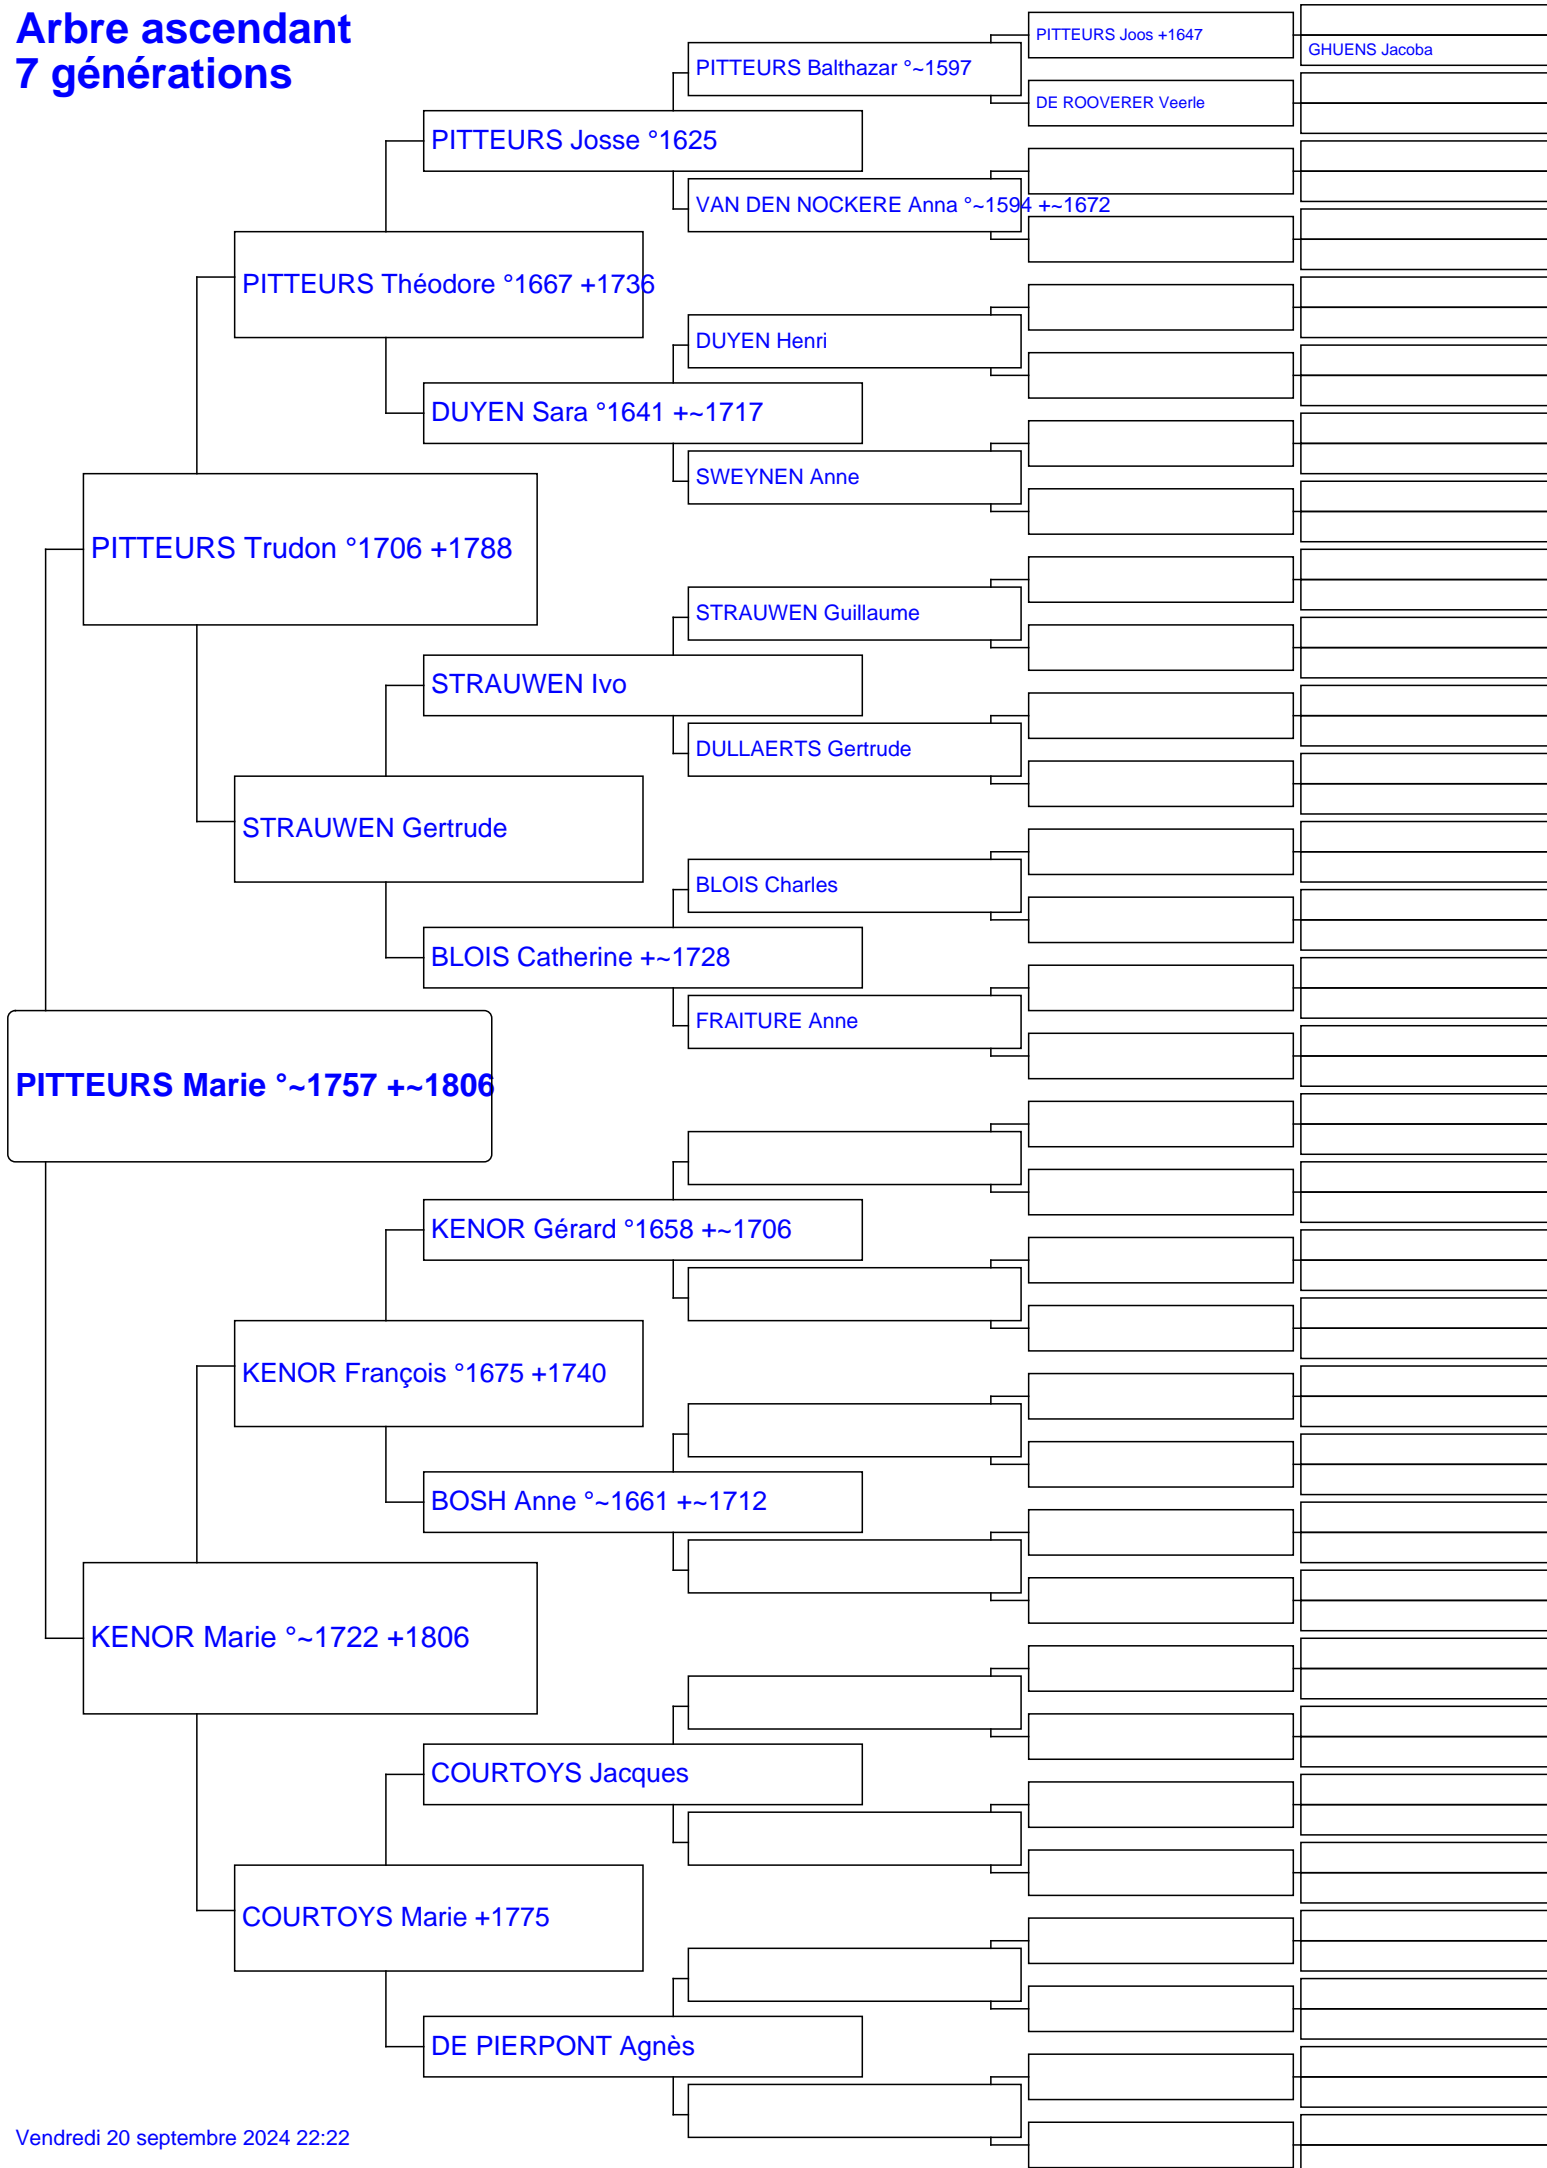 Arbre ascendant
7 générations
PITTEURS Joos +1647
GHUENS Jacoba
PITTEURS Balthazar °~1597
DE ROOVERER Veerle
PITTEURS Josse °1625
VAN DEN NOCKERE Anna °~1594 +~1672
PITTEURS Théodore °1667 +1736
DUYEN Henri
DUYEN Sara °1641 +~1717
SWEYNEN Anne
PITTEURS Trudon °1706 +1788
STRAUWEN Guillaume
STRAUWEN Ivo
DULLAERTS Gertrude
STRAUWEN Gertrude
BLOIS Charles
BLOIS Catherine +~1728
FRAITURE Anne
PITTEURS Marie °~1757 +~1806
KENOR Gérard °1658 +~1706
KENOR François °1675 +1740
BOSH Anne °~1661 +~1712
KENOR Marie °~1722 +1806
COURTOYS Jacques
COURTOYS Marie +1775
DE PIERPONT Agnès
Vendredi 20 septembre 2024 22:22